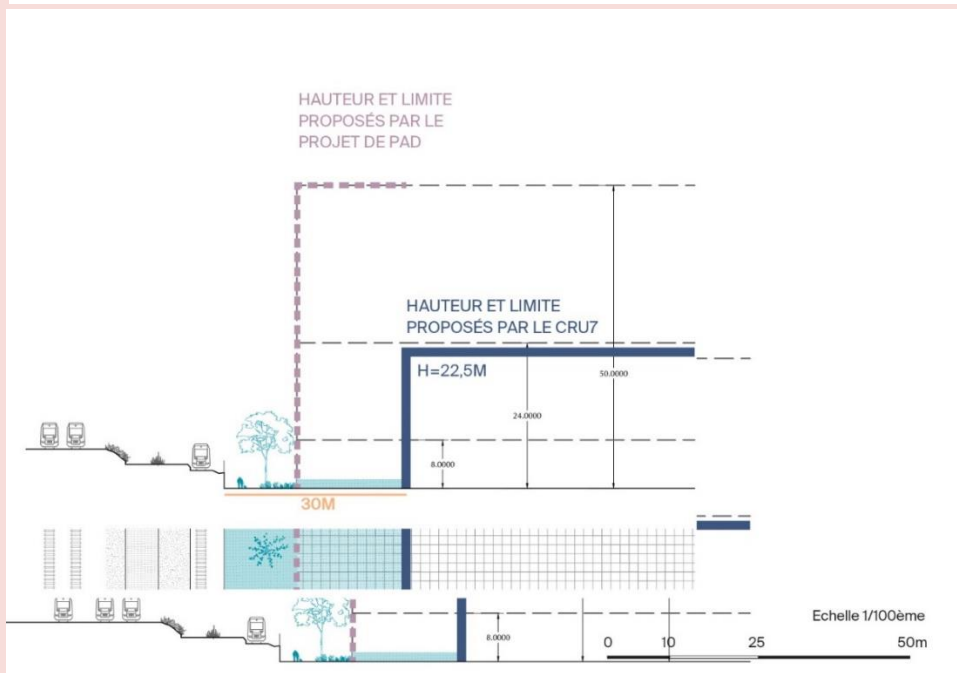 HAUTEUR ET LIMITE
PROPOSÉS PAR LE
PROJET DE PAD
HAUTEUR ET LIMITE
PROPOSÉS PAR LE CRU7
H=22,5M
50.0000
24.0000
8.0000
30M
8.0000
Echelle 1/100ème
0 10 25 50m